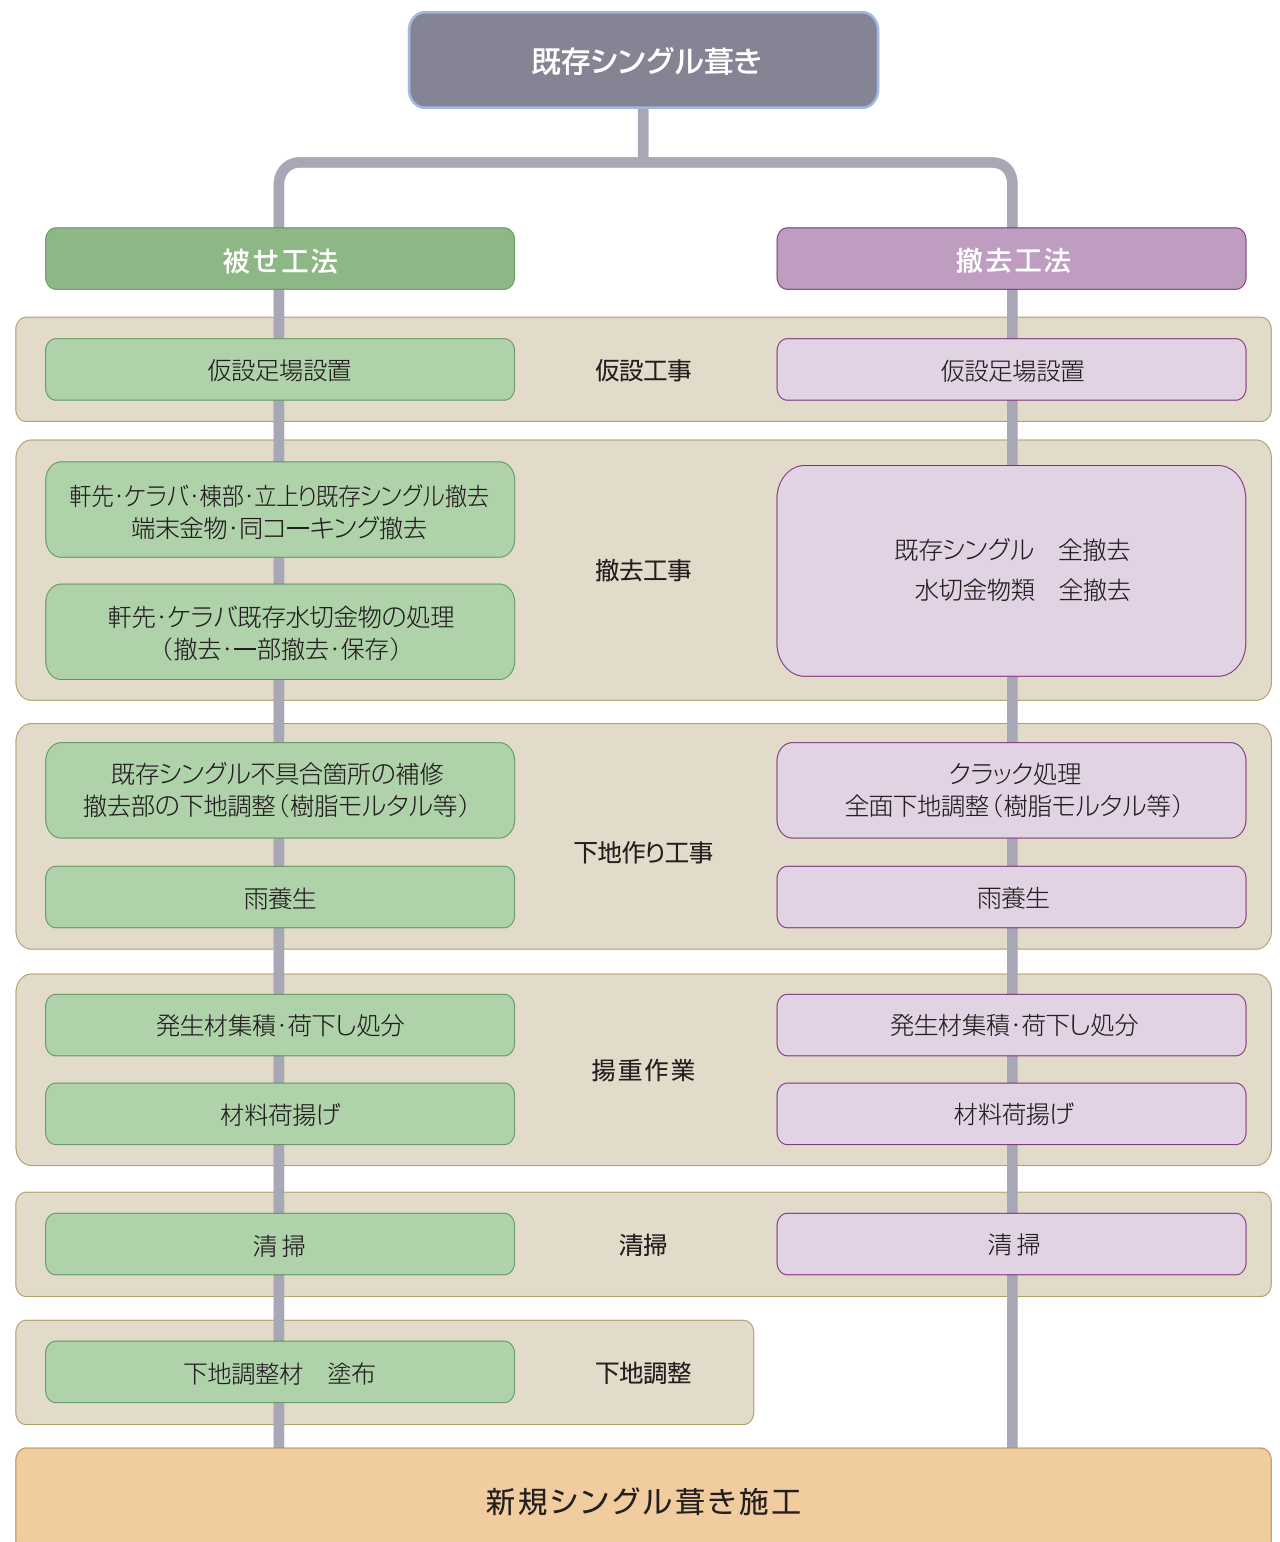 既存シングル葺き
被せ工法
撤去工法
仮設足場設置
仮設工事
仮設足場設置
軒先・ケラバ・棟部・立上り既存シングル撤去
端末金物・同コーキング撤去
軒先・ケラバ既存水切金物の処理
（撤去・一部撤去・保存）
撤去工事
既存シングル　全撤去
水切金物類　全撤去
既存シングル不具合箇所の補修
撤去部の下地調整（樹脂モルタル等）
雨養生
下地作り工事
クラック処理
全面下地調整（樹脂モルタル等）
雨養生
発生材集積・荷下し処分
材料荷揚げ
揚重作業
発生材集積・荷下し処分
材料荷揚げ
清掃
清掃
清掃
下地調整材　塗布
下地調整
新規シングル葺き施工